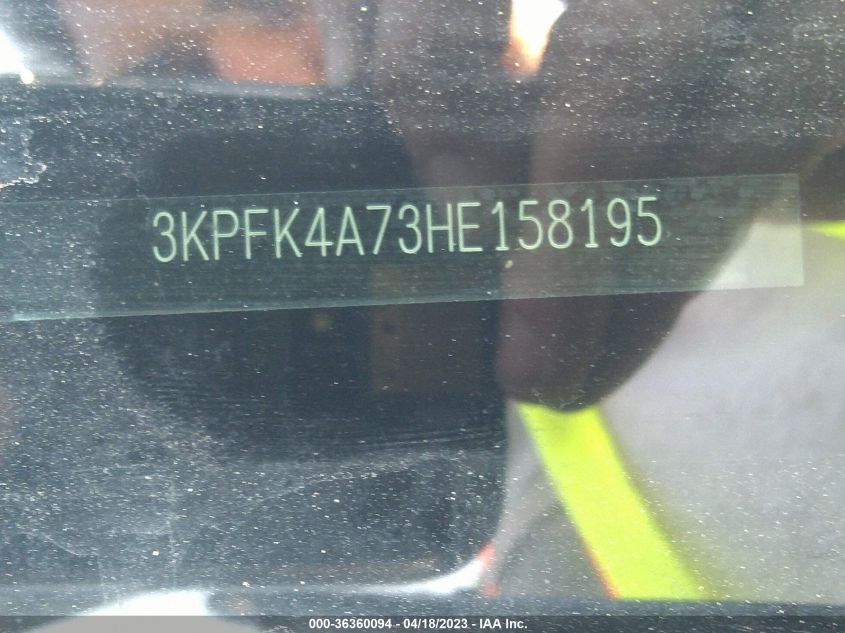 3KPFK4A73HE158195
000-36360094 - 04/18/2023 - IAA Inc.